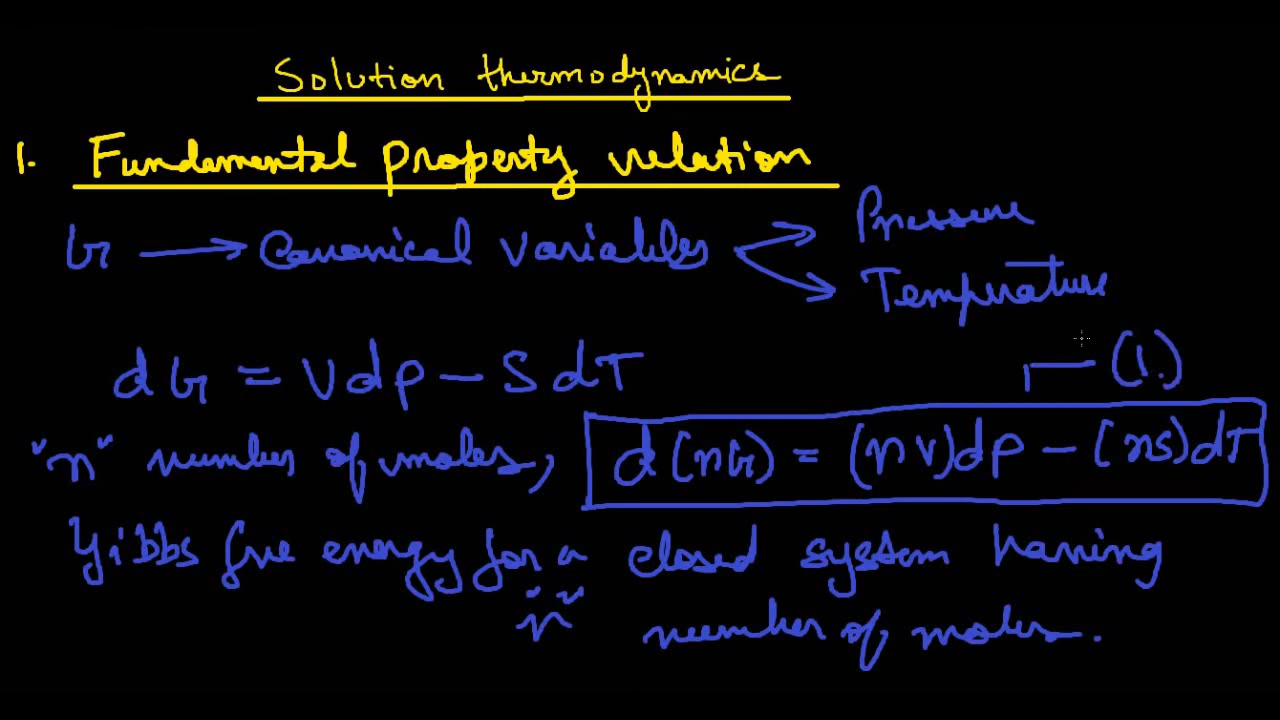 Solution thermodynamics
1. Fundamental property relation
G → Canonical variables
Pressure
Temperature
dG = Vdp - SdT
(1.)
"n" number of moles, d(nG) = (nV)dp - (nS)dT
Gibbs free energy for a closed system having
"n" number of moles.